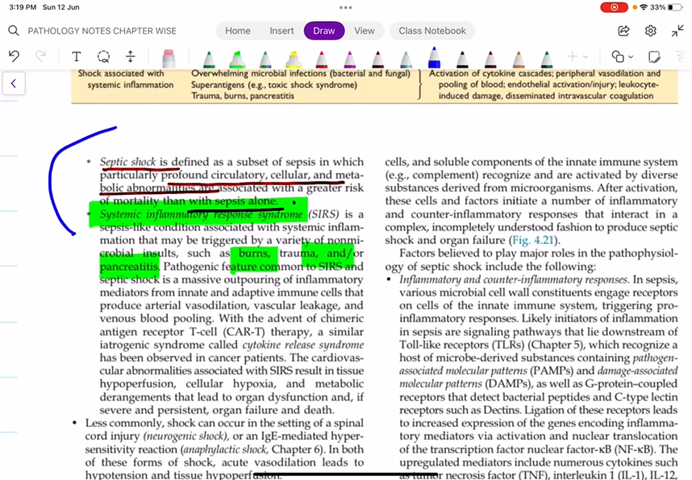 3:19 PM Sun 12 Jun
33%
PATHOLOGY NOTES CHAPTER WISE
Home Insert Draw View Class Notebook
Shock associated with
systemic inflammation
Overwhelming microbial infections (bacterial and fungal)
Superantigens (e.g., toxic shock syndrome)
Trauma, burns, pancreatitis
Activation of cytokine cascades; peripheral vasodilation and
pooling of blood; endothelial activation/injury; leukocyte-
induced damage, disseminated intravascular coagulation
• Septic shock is defined as a subset of sepsis in which
particularly profound circulatory, cellular, and meta-
bolic abnormalities are associated with a greater risk
of mortality than with sepsis alone.
• Systemic inflammatory response syndrome (SIRS) is a
sepsis-like condition associated with systemic inflam-
mation that may be triggered by a variety of nonmi-
crobial insults, such as burns, trauma, and/or
pancreatitis. Pathogenic feature common to SIRS and
septic shock is a massive outpouring of inflammatory
mediators from innate and adaptive immune cells that
produce arterial vasodilation, vascular leakage, and
venous blood pooling. With the advent of chimeric
antigen receptor T-cell (CAR-T) therapy, a similar
iatrogenic syndrome called cytokine release syndrome
has been observed in cancer patients. The cardiovas-
cular abnormalities associated with SIRS result in tissue
hypoperfusion, cellular hypoxia, and metabolic
derangements that lead to organ dysfunction and, if
severe and persistent, organ failure and death.
• Less commonly, shock can occur in the setting of a spinal
cord injury (neurogenic shock), or an IgE-mediated hyper-
sensitivity reaction (anaphylactic shock, Chapter 6). In both
of these forms of shock, acute vasodilation leads to
hypotension and tissue hypoperfusion.
cells, and soluble components of the innate immune system
(e.g., complement) recognize and are activated by diverse
substances derived from microorganisms. After activation,
these cells and factors initiate a number of inflammatory
and counter-inflammatory responses that interact in a
complex, incompletely understood fashion to produce septic
shock and organ failure (Fig. 4.21).
Factors believed to play major roles in the pathophysiol-
ogy of septic shock include the following:
• Inflammatory and counter-inflammatory responses. In sepsis,
various microbial cell wall constituents engage receptors
on cells of the innate immune system, triggering pro-
inflammatory responses. Likely initiators of inflammation
in sepsis are signaling pathways that lie downstream of
Toll-like receptors (TLRs) (Chapter 5), which recognize a
host of microbe-derived substances containing pathogen-
associated molecular patterns (PAMPs) and damage-associated
molecular patterns (DAMPs), as well as G-protein–coupled
receptors that detect bacterial peptides and C-type lectin
receptors such as Dectins. Ligation of these receptors leads
to increased expression of the genes encoding inflamma-
tory mediators via activation and nuclear translocation
of the transcription factor nuclear factor-κB (NF-κB). The
upregulated mediators include numerous cytokines such
as tumor necrosis factor (TNF), interleukin 1 (IL-1), IL-12,